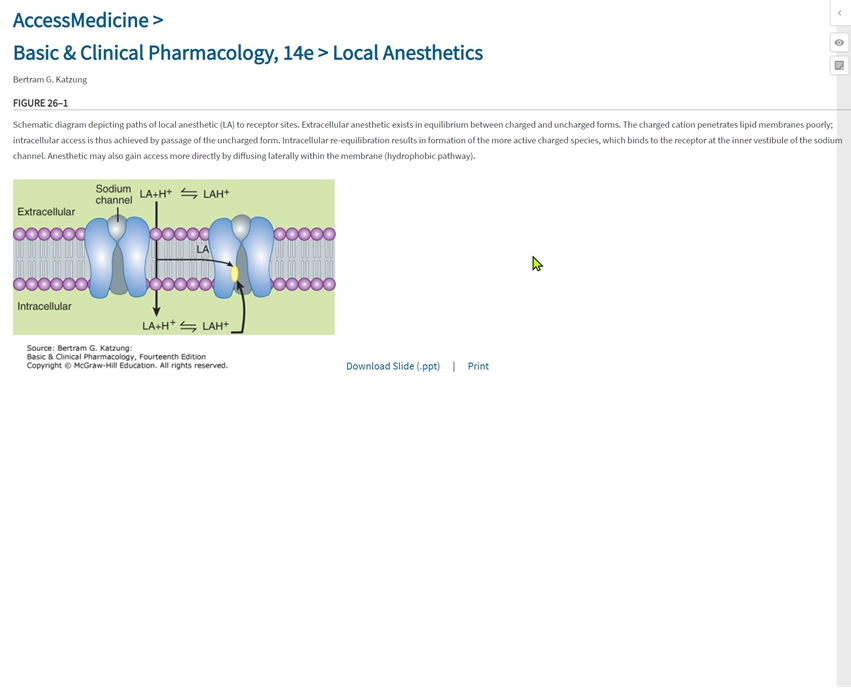 AccessMedicine >
Basic & Clinical Pharmacology, 14e > Local Anesthetics
Bertram G. Katzung
FIGURE 26–1
Schematic diagram depicting paths of local anesthetic (LA) to receptor sites. Extracellular anesthetic exists in equilibrium between charged and uncharged forms. The charged cation penetrates lipid membranes poorly;
intracellular access is thus achieved by passage of the uncharged form. Intracellular re-equilibration results in formation of the more active charged species, which binds to the receptor at the inner vestibule of the sodium
channel. Anesthetic may also gain access more directly by diffusing laterally within the membrane (hydrophobic pathway).
Sodium
channel
LA+H⁺ ⇋ LAH⁺
Extracellular
LA
Intracellular
LA+H⁺ ⇋ LAH⁺
Source: Bertram G. Katzung:
Basic & Clinical Pharmacology, Fourteenth Edition
Copyright © McGraw-Hill Education. All rights reserved.
Download Slide (.ppt) | Print